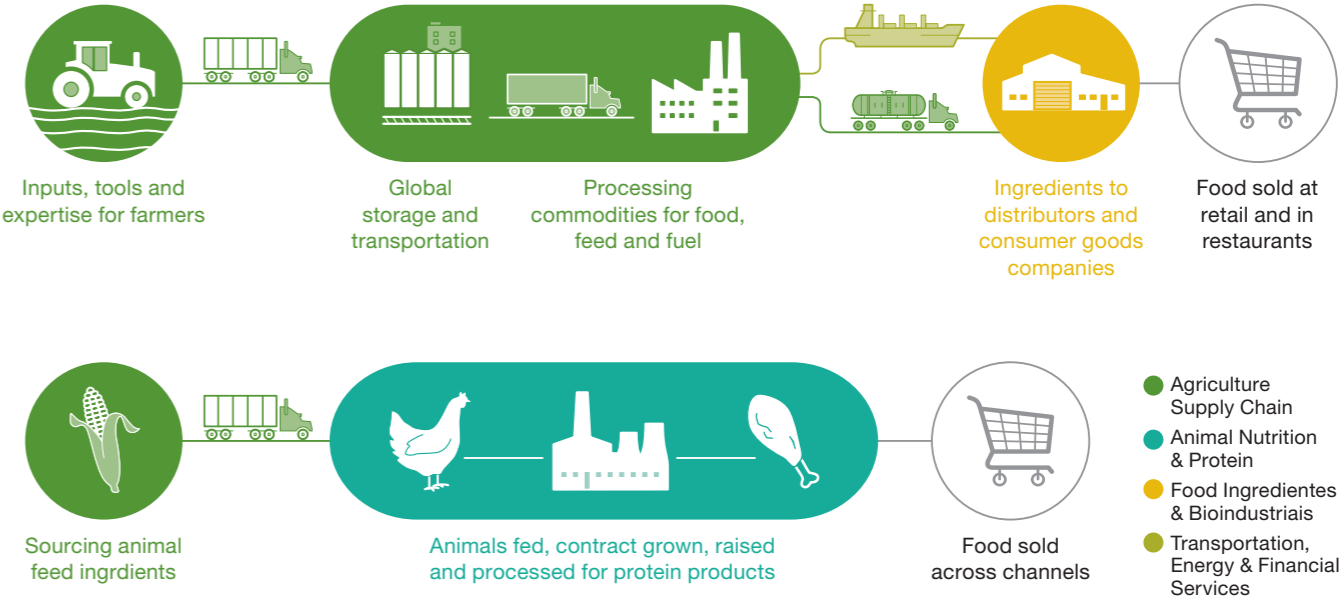 Inputs, tools and
expertise for farmers
Global
storage and
transportation
Processing
commodities for food,
feed and fuel
Ingredients to
distributors and
consumer goods
companies
Food sold at
retail and in
restaurants
Sourcing animal
feed ingrdients
Animals fed, contract grown, raised
and processed for protein products
Food sold
across channels
Agriculture
Supply Chain
Animal Nutrition
& Protein
Food Ingredientes
& Bioindustriais
Transportation,
Energy & Financial
Services